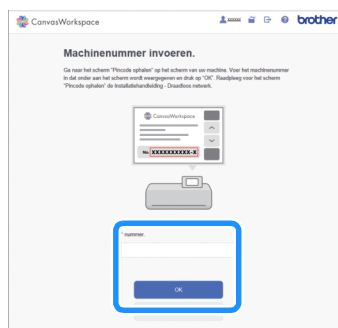 CanvasWorkspace
xxxxx
brother
Machinenummer invoeren.
Ga naar het scherm "Pincode ophalen" op het scherm van uw machine. Voer het machinenummer
in dat onder aan het scherm wordt weergegeven en druk op "OK". Raadpleeg voor het scherm
"Pincode ophalen" de Installatiehandleiding - Draadloos netwerk.
CanvasWorkspace
No. XXXXXXXXXX-X
* nummer.
OK